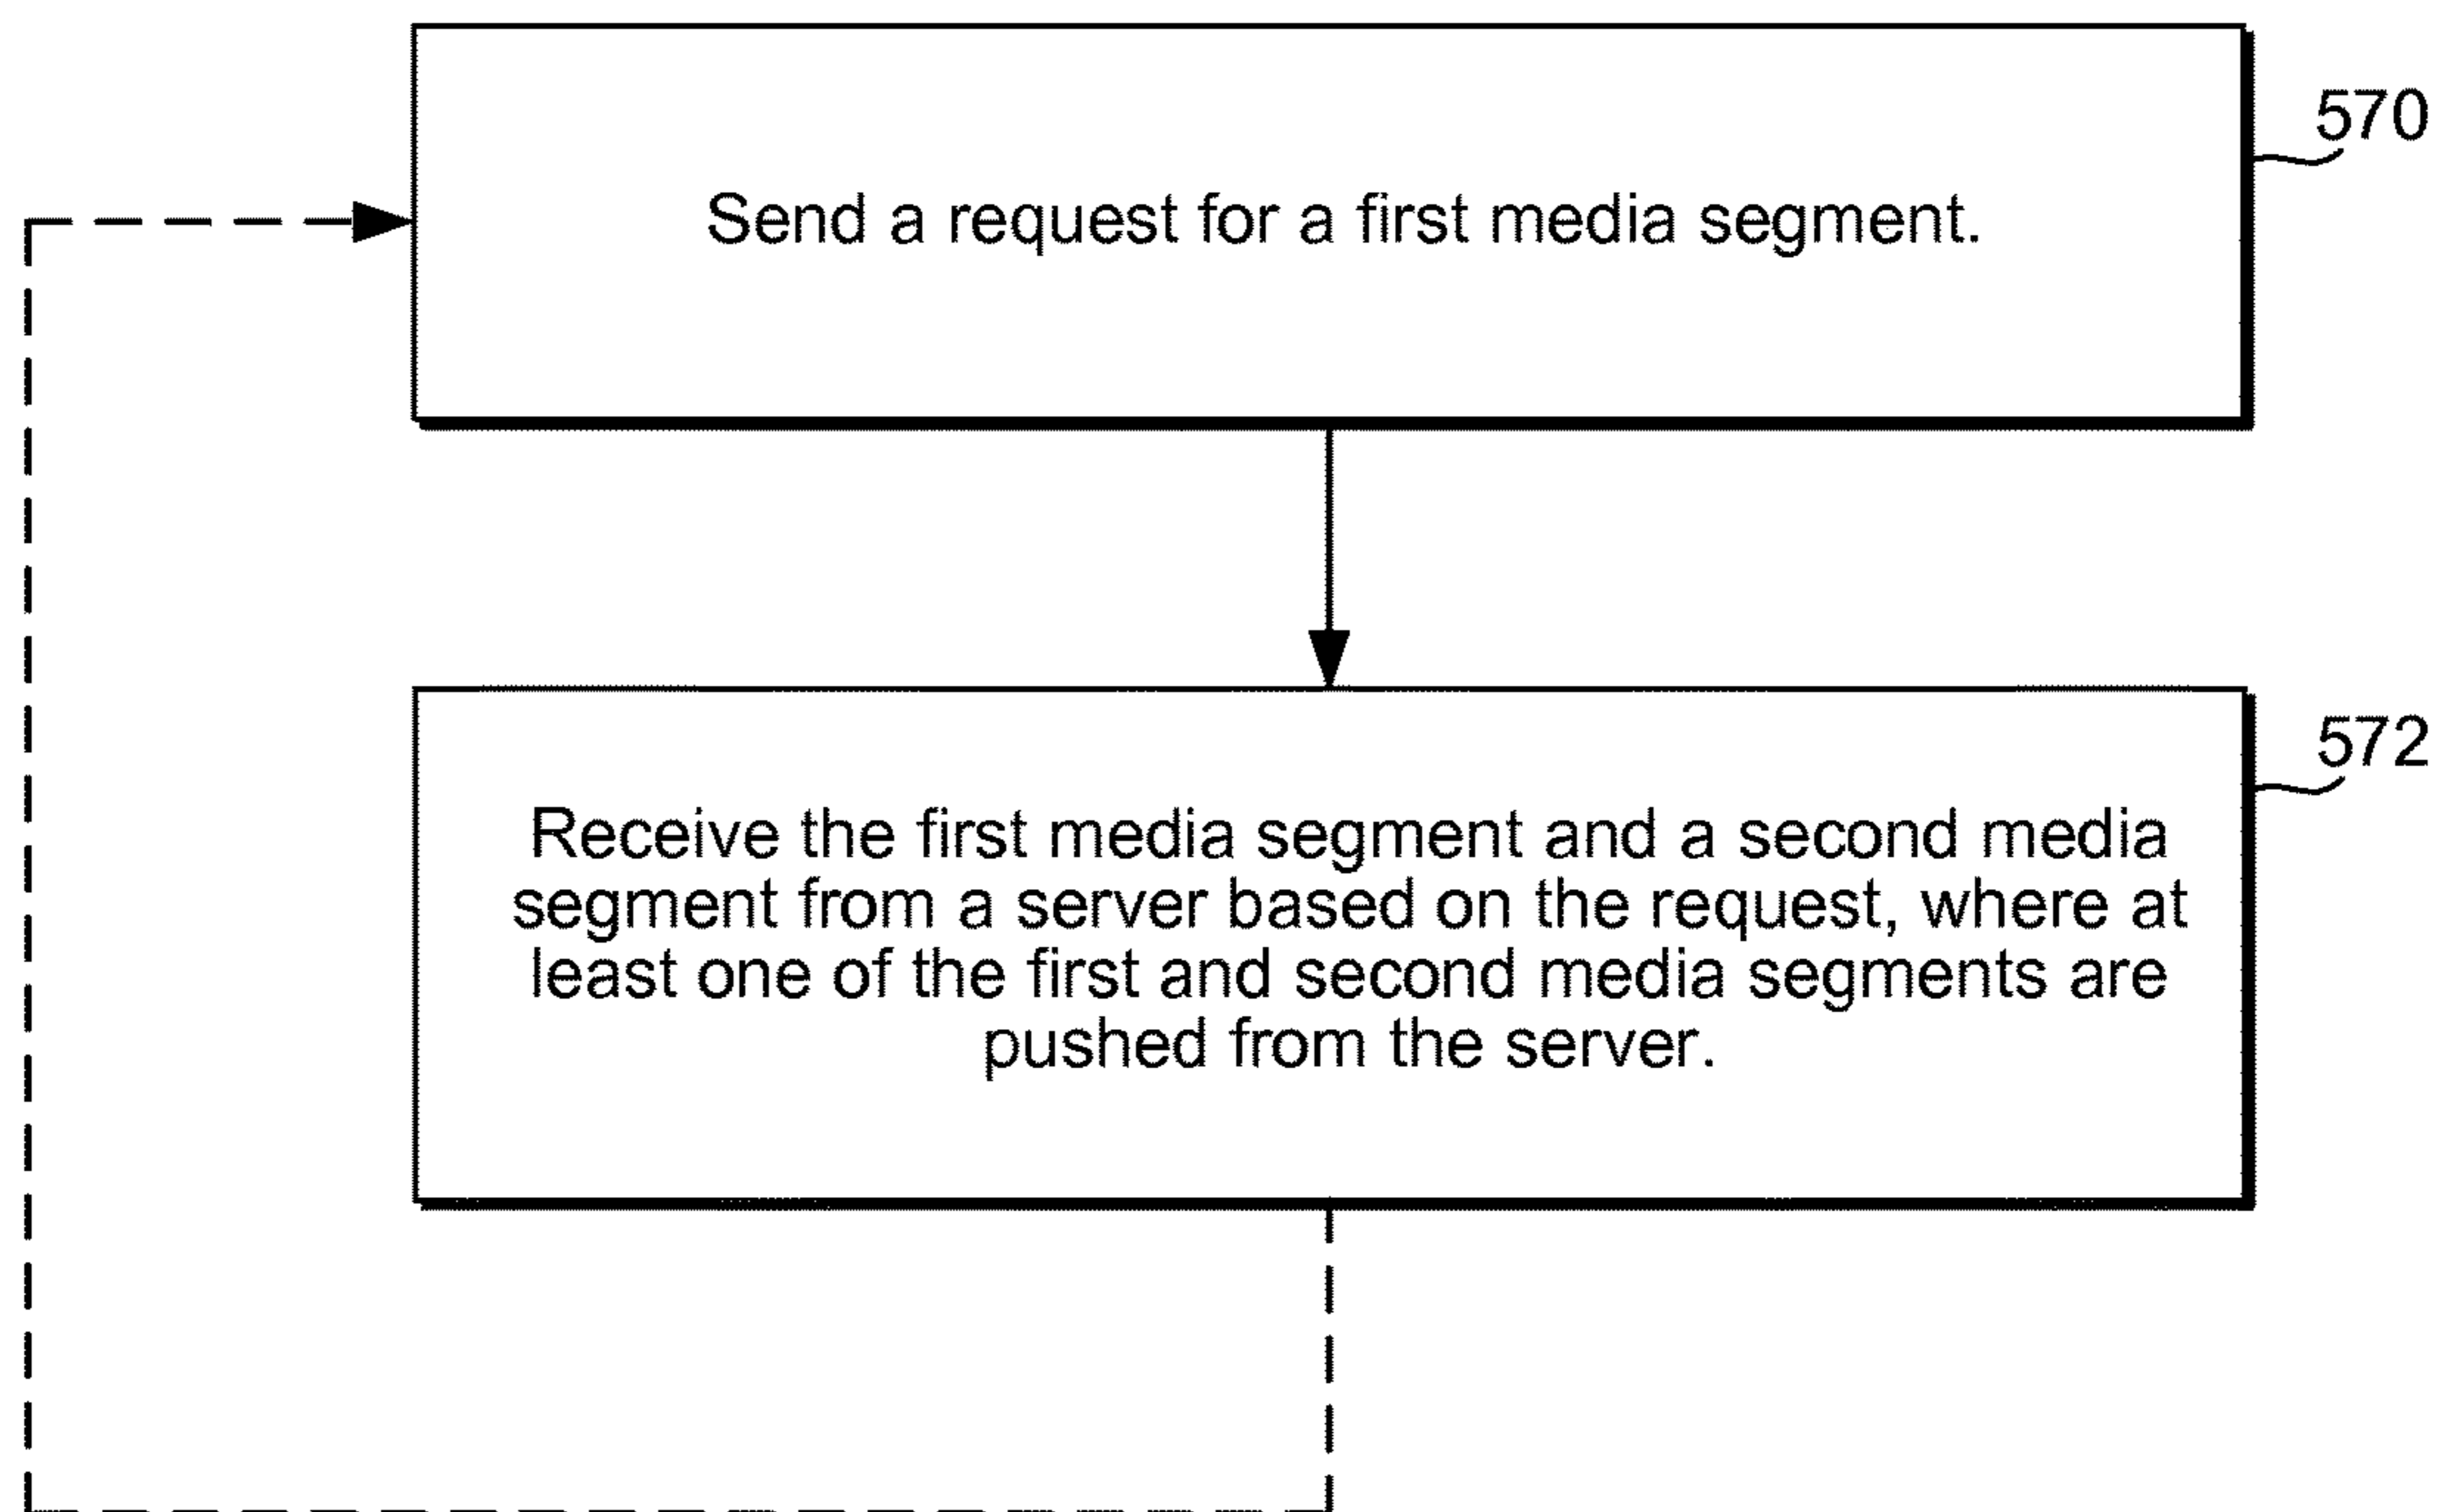 570
Send a request for a first media segment.
572
Receive the first media segment and a second media
segment from a server based on the request, where at
least one of the first and second media segments are
pushed from the server.